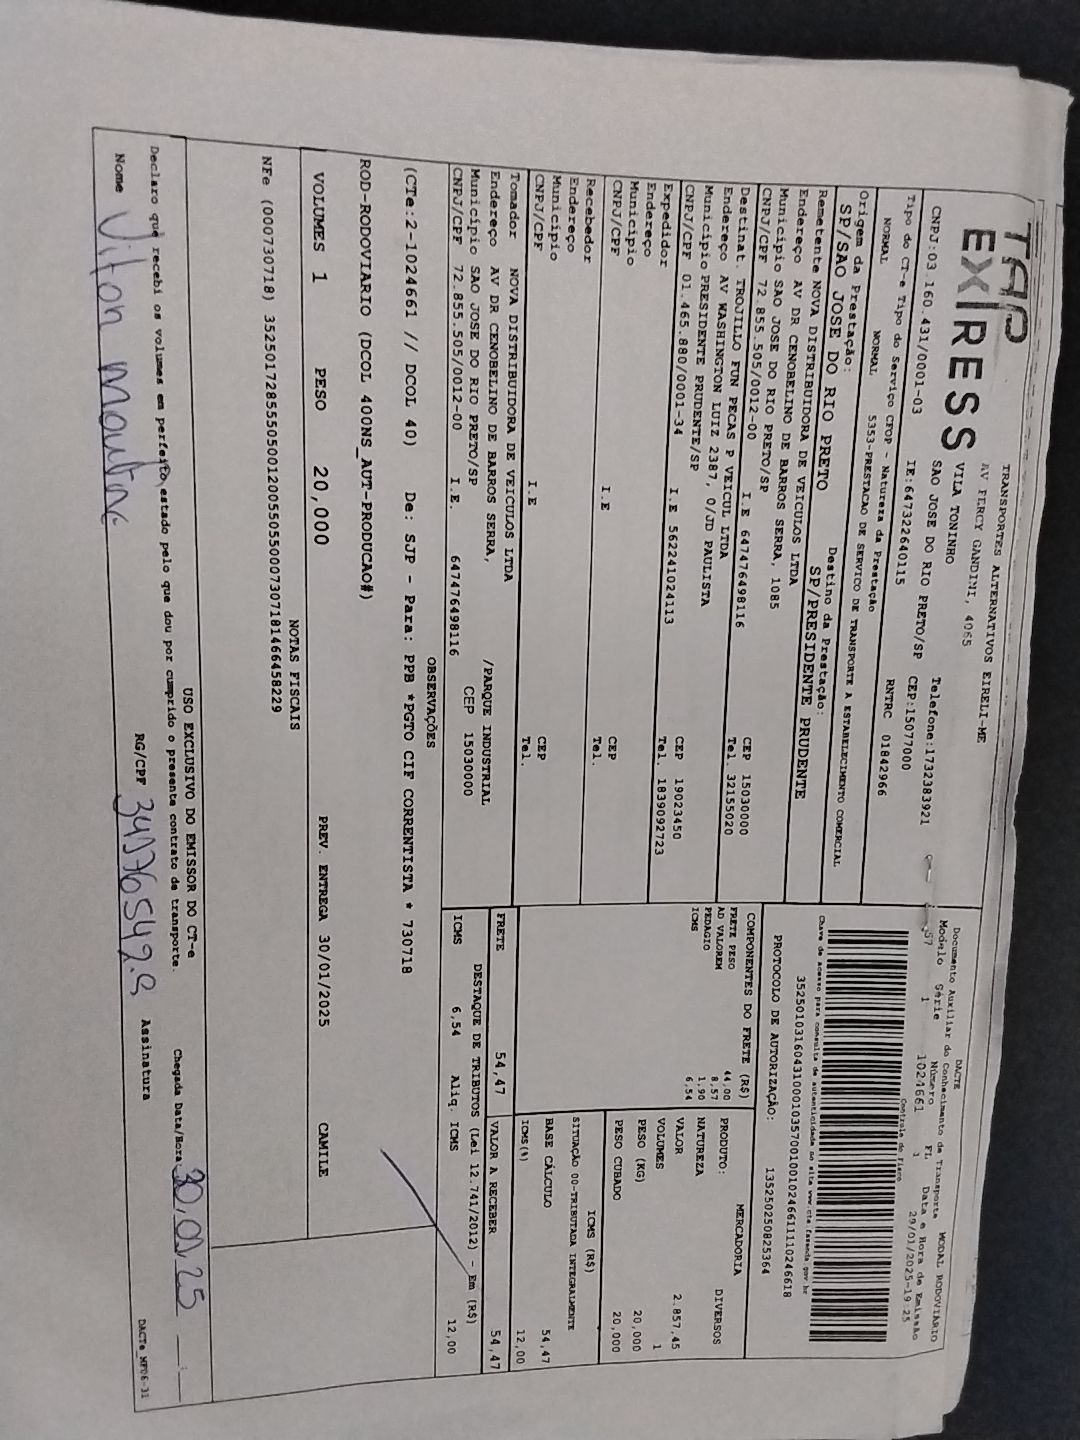 TAP
EXPRESS
TRANSPORTES ALTERNATIVOS EIRELI-ME
AV PERCY GANDINI, 4065
VILA TONINHO
SAO JOSE DO RIO PRETO/SP Telefone:1732383921
CNPJ:03.160.431/0001-03 IE:647322640115 CEP:15077000
Tipo do CT-e Tipo do Serviço CFOP - Natureza da Prestação RNTRC 01842966
NORMAL NORMAL 5353-PRESTACAO DE SERVICO DE TRANSPORTE A ESTABELECIMENTO COMERCIAL
Origem da Prestação: Destino da Prestação:
SP/SAO JOSE DO RIO PRETO SP/PRESIDENTE PRUDENTE
Remetente NOVA DISTRIBUIDORA DE VEICULOS LTDA
Endereço AV DR CENOBELINO DE BARROS SERRA, 1085
Município SAO JOSE DO RIO PRETO/SP CEP 15030000
CNPJ/CPF 72.855.505/0012-00 I.E 647476498116 Tel. 32155020
Destinat. TROJILLO FUN PECAS P VEICUL LTDA
Endereço AV WASHINGTON LUIZ 2387, 0/JD PAULISTA
Município PRESIDENTE PRUDENTE/SP CEP 19023450
CNPJ/CPF 01.465.880/0001-34 I.E 562241024113 Tel. 1839092723
Expedidor
Endereço
Município CEP
CNPJ/CPF I.E Tel.
Recebedor
Endereço
Município CEP
CNPJ/CPF I.E Tel.
Tomador NOVA DISTRIBUIDORA DE VEICULOS LTDA
Endereço AV DR CENOBELINO DE BARROS SERRA, /PARQUE INDUSTRIAL
Município SAO JOSE DO RIO PRETO/SP CEP 15030000
CNPJ/CPF 72.855.505/0012-00 I.E. 647476498116
DACTE MODAL RODOVIÁRIO
Documento Auxiliar do Conhecimento de Transporte
Modelo Série Número FL Data e Hora de Emissão
57 1 1024661 1 29/01/2025-19 25
Controle do Fisco
Chave de acesso para consulta de autenticidade no site www.cte.fazenda.gov.br
35250103160431000103570010010246611110246618
PROTOCOLO DE AUTORIZAÇÃO: 135250250825364
COMPONENTES DO FRETE (R$)
FRETE PESO 44,00
AD VALOREM 8,57
PEDAGIO 1,90
ICMS 6,54
MERCADORIA
PRODUTO: DIVERSOS
NATUREZA
VALOR 2.857,45
VOLUMES 1
PESO (KG) 20,000
PESO CUBADO 20,000
ICMS (R$)
SITUAÇÃO 00-TRIBUTADA INTEGRALMENTE
BASE CÁLCULO 54,47
ICMS(%) 12,00
FRETE 54,47 VALOR A RECEBER 54,47
DESTAQUE DE TRIBUTOS (Lei 12.741/2012) - Em (R$)
ICMS 6,54 Aliq. ICMS 12,00
OBSERVAÇÕES
(CTe:2-1024661 // DCOL 40) De: SJP - Para: PPB *PGTO CIF CORRENTISTA * 730718
ROD-RODOVIARIO (DCOL 400NS_AUT-PRODUCAO#)
VOLUMES 1 PESO 20,000 PREV. ENTREGA 30/01/2025 CAMILE
NOTAS FISCAIS
NFe (000730718) 35250172855505001200550550007307181466458229
USO EXCLUSIVO DO EMISSOR DO CT-e
Declaro que recebi os volumes em perfeito estado pelo que dou por cumprido o presente contrato de transporte. Chegada Data/Hora 30,01,25 __:__
Nome RG/CPF Assinatura
DACTe_MF06-31